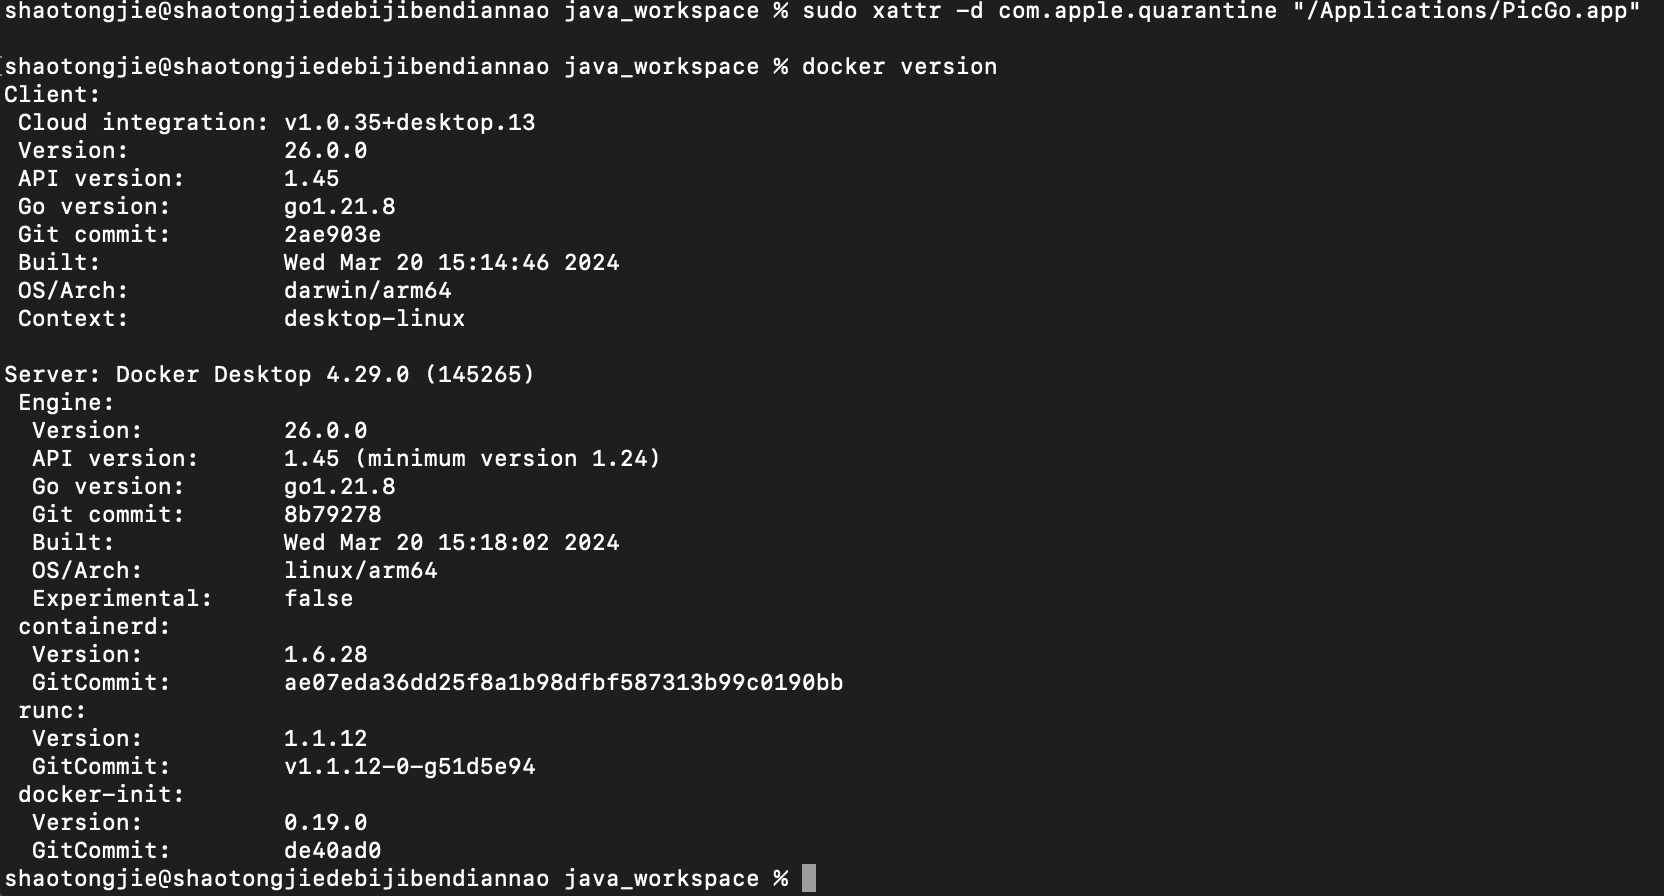 shaotongjie@shaotongjiedebijibendiannao java_workspace % sudo xattr -d com.apple.quarantine "/Applications/PicGo.app"
shaotongjie@shaotongjiedebijibendiannao java_workspace % docker version
Client:
 Cloud integration: v1.0.35+desktop.13
 Version:           26.0.0
 API version:       1.45
 Go version:        go1.21.8
 Git commit:        2ae903e
 Built:             Wed Mar 20 15:14:46 2024
 OS/Arch:           darwin/arm64
 Context:           desktop-linux

Server: Docker Desktop 4.29.0 (145265)
 Engine:
  Version:          26.0.0
  API version:      1.45 (minimum version 1.24)
  Go version:       go1.21.8
  Git commit:       8b79278
  Built:            Wed Mar 20 15:18:02 2024
  OS/Arch:          linux/arm64
  Experimental:     false
 containerd:
  Version:          1.6.28
  GitCommit:        ae07eda36dd25f8a1b98dfbf587313b99c0190bb
 runc:
  Version:          1.1.12
  GitCommit:        v1.1.12-0-g51d5e94
 docker-init:
  Version:          0.19.0
  GitCommit:        de40ad0
shaotongjie@shaotongjiedebijibendiannao java_workspace %